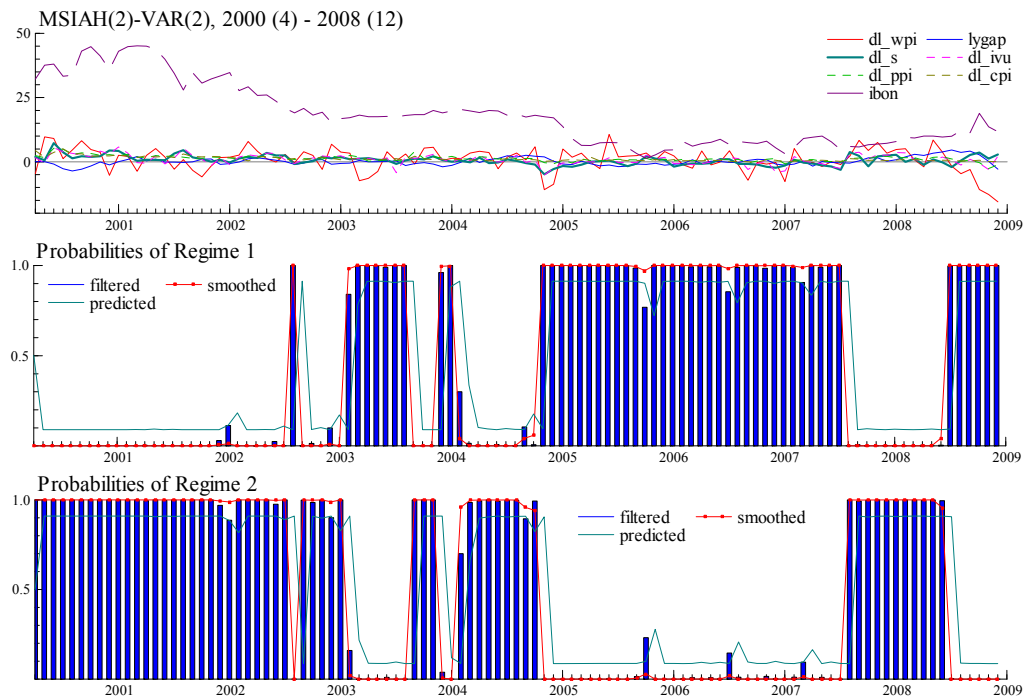 MSIAH(2)-VAR(2), 2000 (4) - 2008 (12)
50
25
0
dl_wpi lygap
dl_s dl_ivu
dl_ppi dl_cpi
ibon
2001 2002 2003 2004 2005 2006 2007 2008 2009
Probabilities of Regime 1
1.0
0.5
filtered smoothed
predicted
2001 2002 2003 2004 2005 2006 2007 2008 2009
Probabilities of Regime 2
1.0
0.5
filtered smoothed
predicted
2001 2002 2003 2004 2005 2006 2007 2008 2009